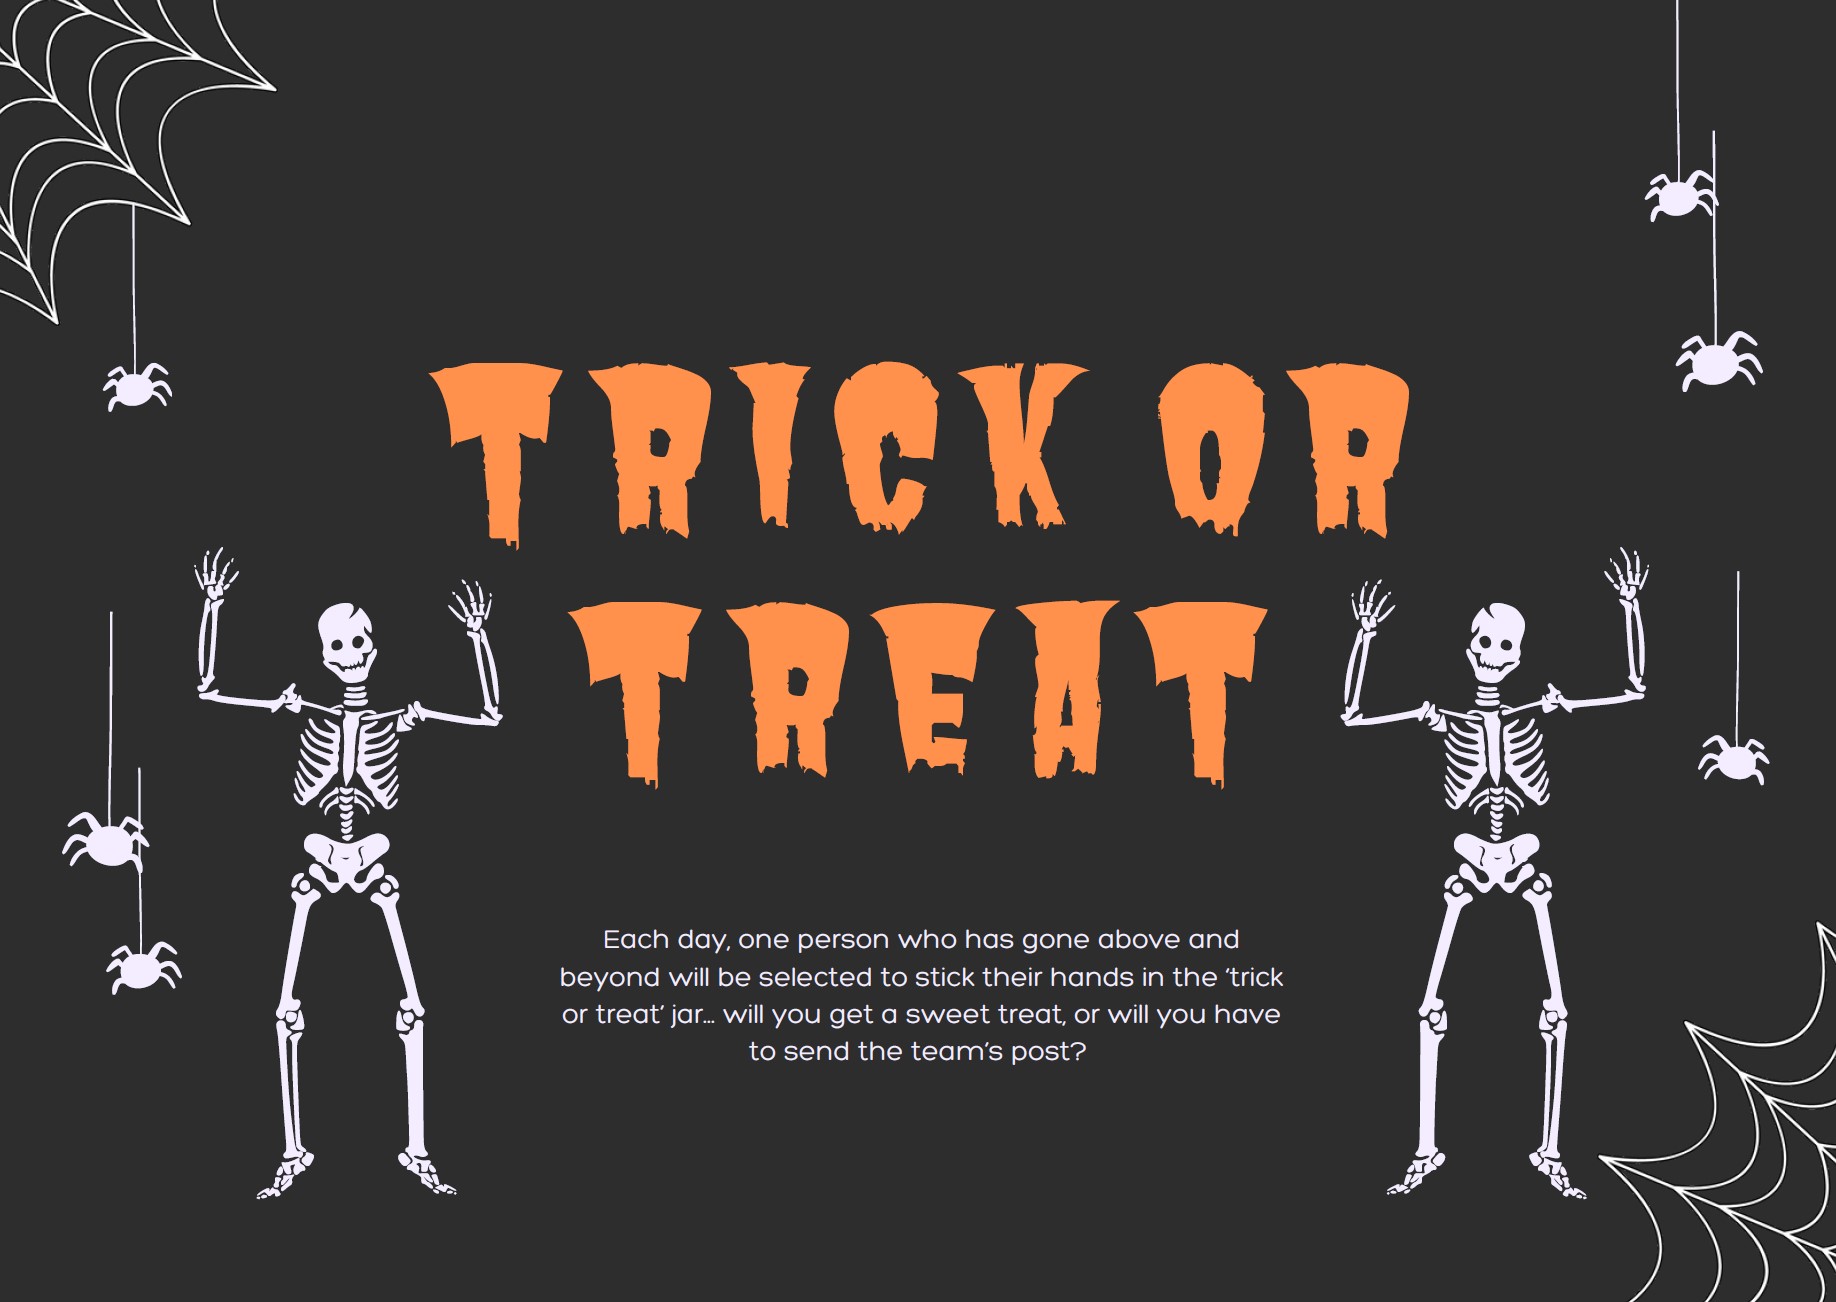 TRICK OR
TREAT
Each day, one person who has gone above and
beyond will be selected to stick their hands in the ‘trick
or treat’ jar... will you get a sweet treat, or will you have
to send the team’s post?